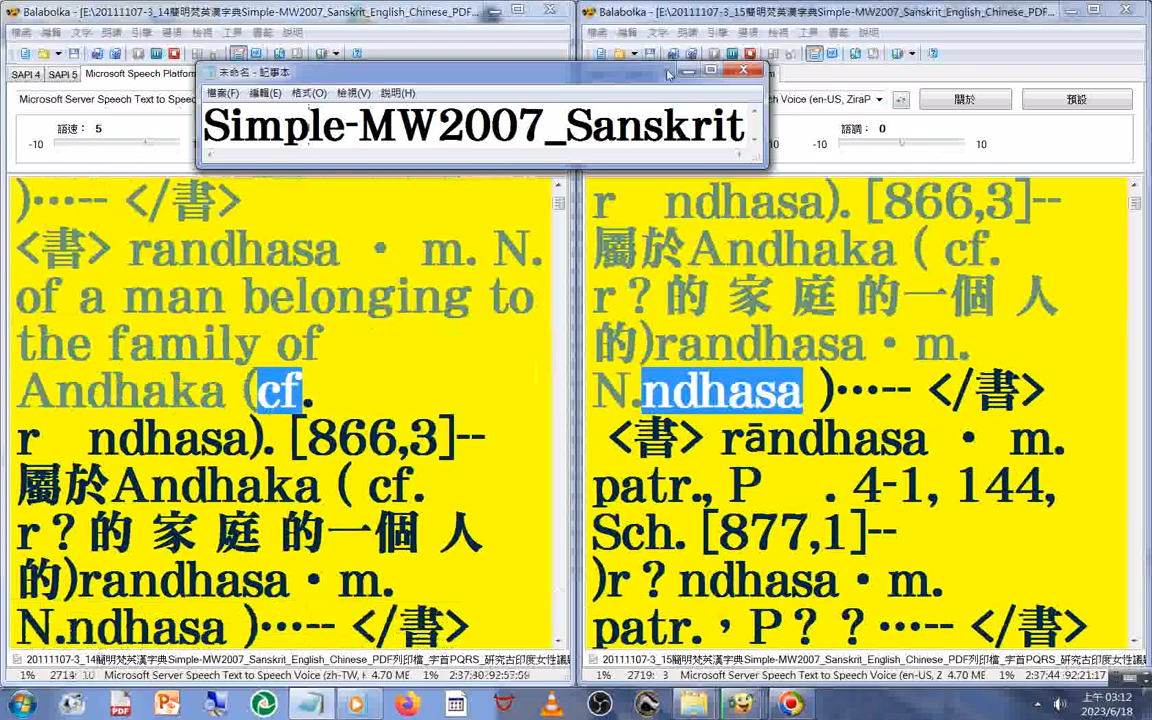 Balabolka - [E:\20111107-3_14簡明梵英漢字典Simple-MW2007_Sanskrit_English_Chinese_PDF...
Balabolka - [E:\20111107-3_15簡明梵英漢字典Simple-MW2007_Sanskrit_English_Chinese_PDF...
SAPI 4
SAPI 5
Microsoft Speech Platform
未命名 - 記事本
檔案(F) 編輯(E) 格式(O) 檢視(V) 說明(H)
Simple-MW2007_Sanskrit
Microsoft Server Speech Text to Spee
Voice (en-US, ZiraP
關於
預設
語速： 5
-10
語調： 0
-10
10
)…-- </書>
<書> randhasa ・ m. N.
of a man belonging to
the family of
Andhaka (cf.
r ndhasa). [866,3]--
屬於Andhaka ( cf.
r？的 家 庭 的一個 人
的)randhasa・m.
N.ndhasa )…-- </書>
r ndhasa). [866,3]--
屬於Andhaka ( cf.
r？的 家 庭 的一個 人
的)randhasa・m.
N.ndhasa )…-- </書>
<書> rāndhasa ・ m.
patr., P . 4-1, 144,
Sch. [877,1]--
)r？ndhasa・m.
patr.，P？？…-- </書>
20111107-3_14簡明梵英漢字典Simple-MW2007_Sanskrit_English_Chinese_PDF列印檔_字首PQRS_研究古印度女性議
20111107-3_15簡明梵英漢字典Simple-MW2007_Sanskrit_English_Chinese_PDF列印檔_字首PQRS_研究古印度女性議
1% Microsoft Server Speech Text to Speech Voice (zh-TW, 4.70 ME
1% Microsoft Server Speech Text to Speech Voice (en-US, Z 4.70 ME
上午 03:12
2023/6/18